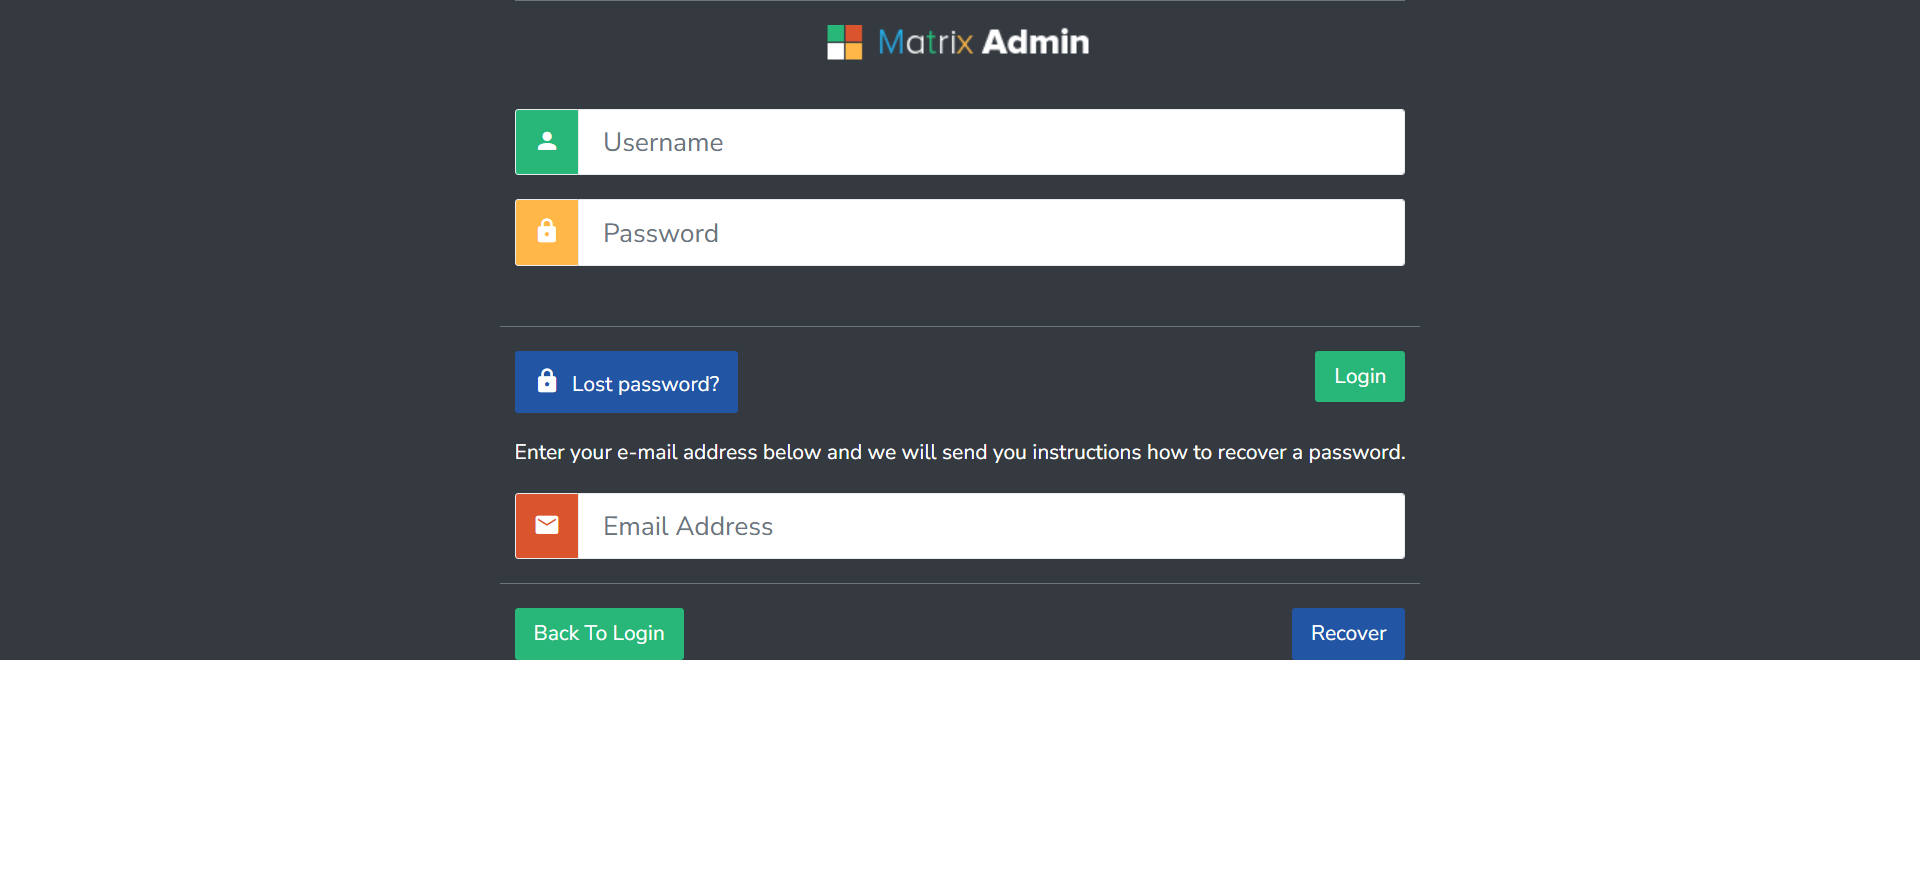 Matrix Admin
Username
Password
Lost password?
Login
Enter your e-mail address below and we will send you instructions how to recover a password.
Email Address
Back To Login
Recover